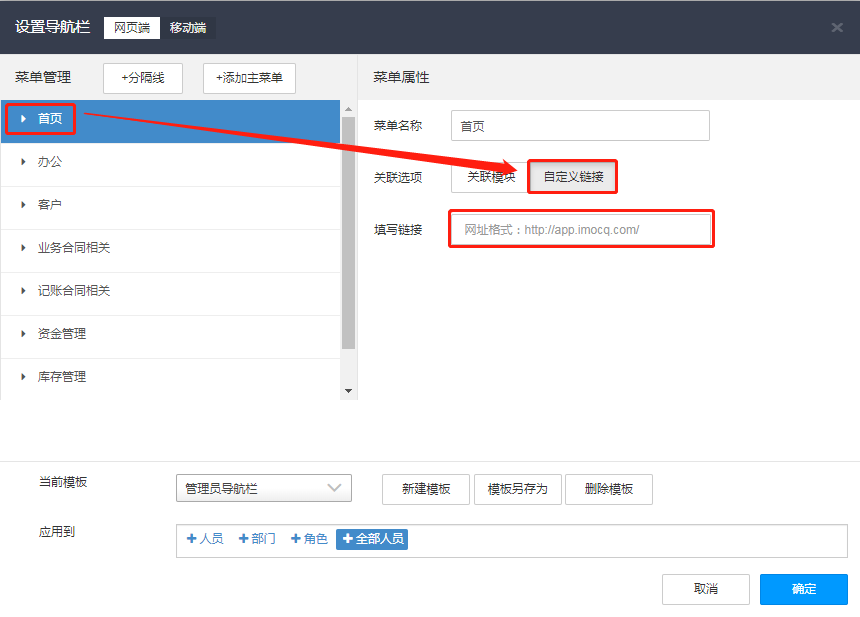 设置导航栏 网页端 移动端
菜单管理 +分隔线 +添加主菜单 菜单属性
首页
办公
客户
业务合同相关
记账合同相关
资金管理
库存管理
菜单名称 首页
关联选项 关联模块 自定义链接
填写链接 网址格式：http://app.imocq.com/
当前模板 管理员导航栏 新建模板 模板另存为 删除模板
应用到 +人员 +部门 +角色 +全部人员
取消 确定